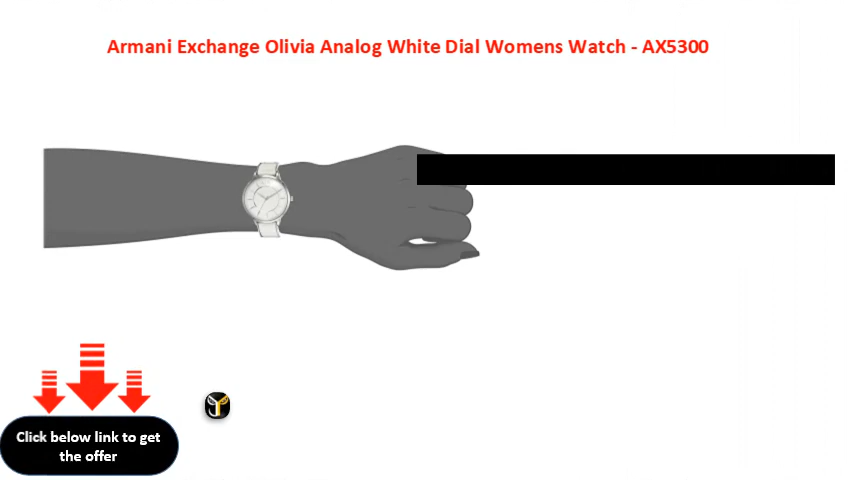 Armani Exchange Olivia Analog White Dial Womens Watch - AX5300
Click below link to get
the offer